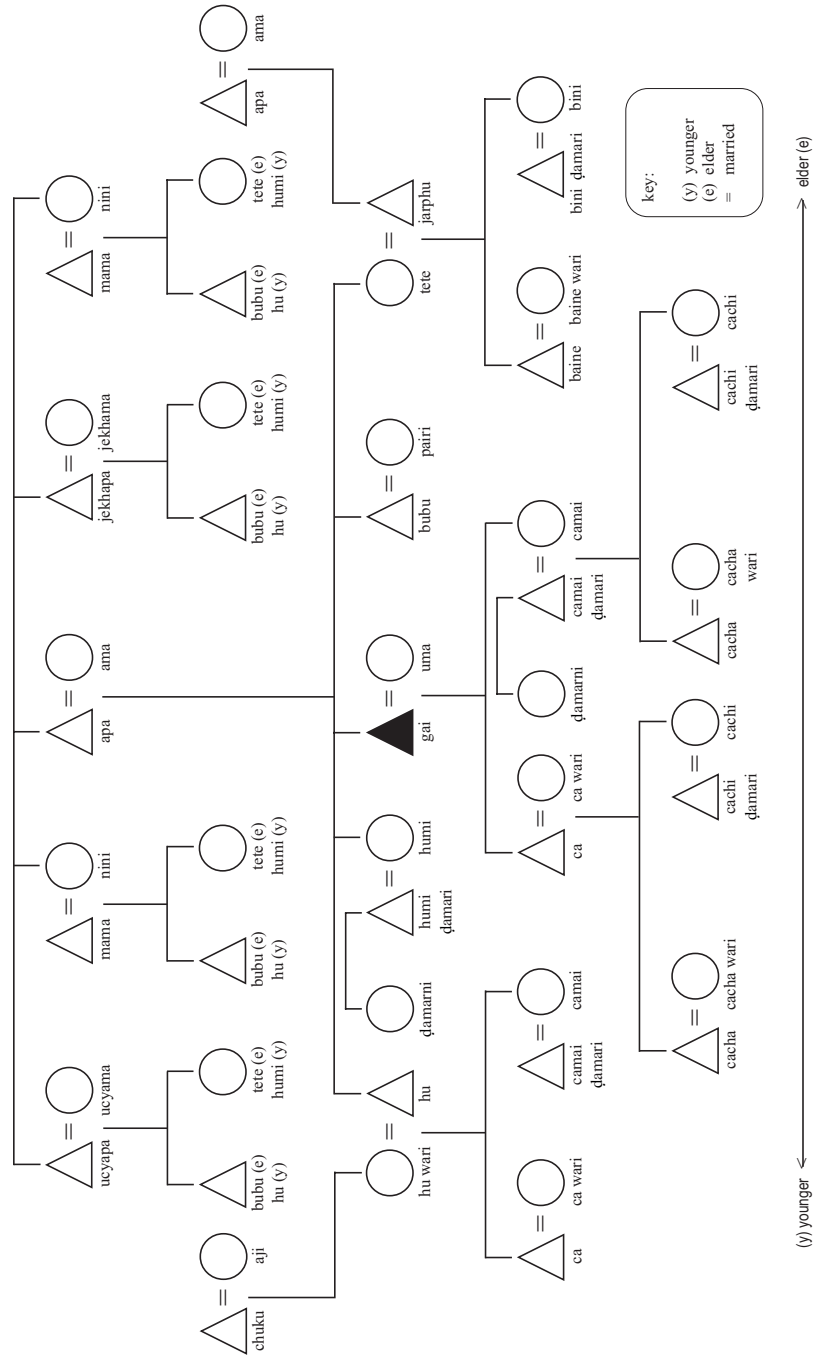 ucyapa = ucyama
mama = nini
apa = ama
jekhapa = jekhama
mama = nini
chuku = aji
bubu (e)
hu (y)
tete (e)
humi (y)
bubu (e)
hu (y)
tete (e)
humi (y)
bubu (e)
hu (y)
tete (e)
humi (y)
bubu (e)
hu (y)
tete (e)
humi (y)
apa = ama
hu wari = hu
ḍamarni
humi
ḍamari
= humi
gai = uma
bubu = pairi
tete = jarphu
ca = ca wari
camai
ḍamari
= camai
ca = ca wari
ḍamarni
camai
ḍamari
= camai
baine = baine wari
bini ḍamari = bini
cacha = cacha wari
cachi
ḍamari
= cachi
cacha = cacha
wari
cachi
ḍamari
= cachi
key:
(y) younger
(e) elder
= married
(y) younger
elder (e)